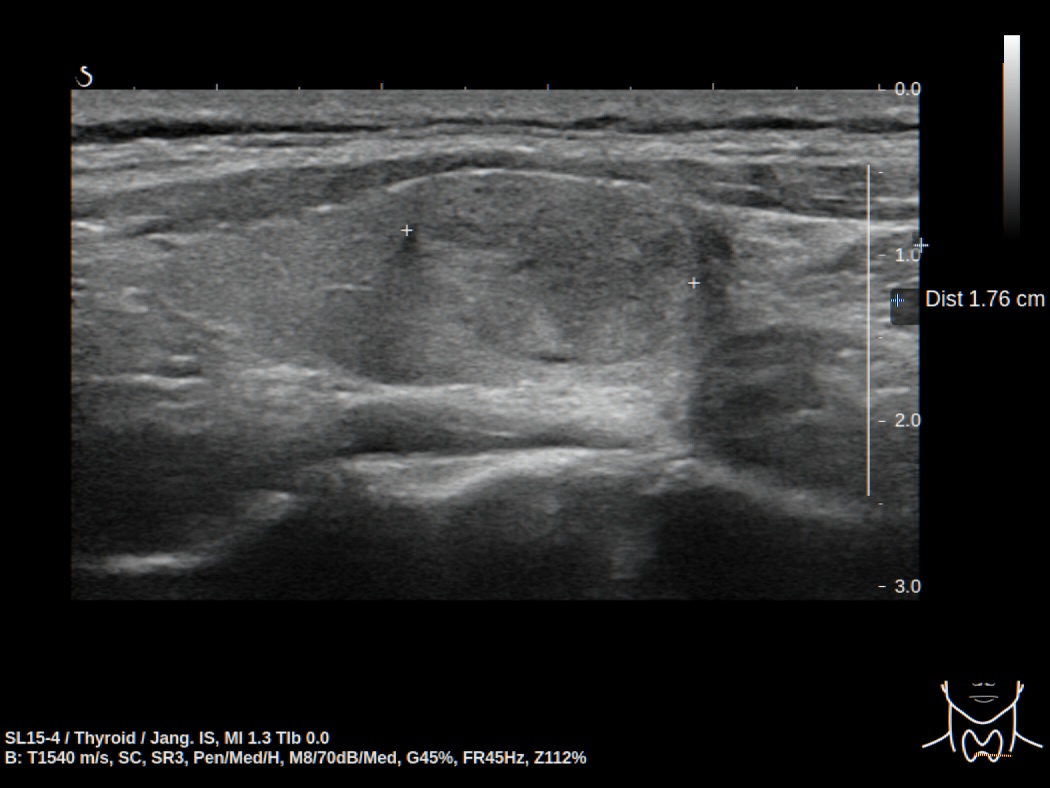 0.0
1.0
Dist 1.76 cm
2.0
3.0
SL15-4 / Thyroid / Jang. IS, MI 1.3 TIb 0.0
B: T1540 m/s, SC, SR3, Pen/Med/H, M8/70dB/Med, G45%, FR45Hz, Z112%